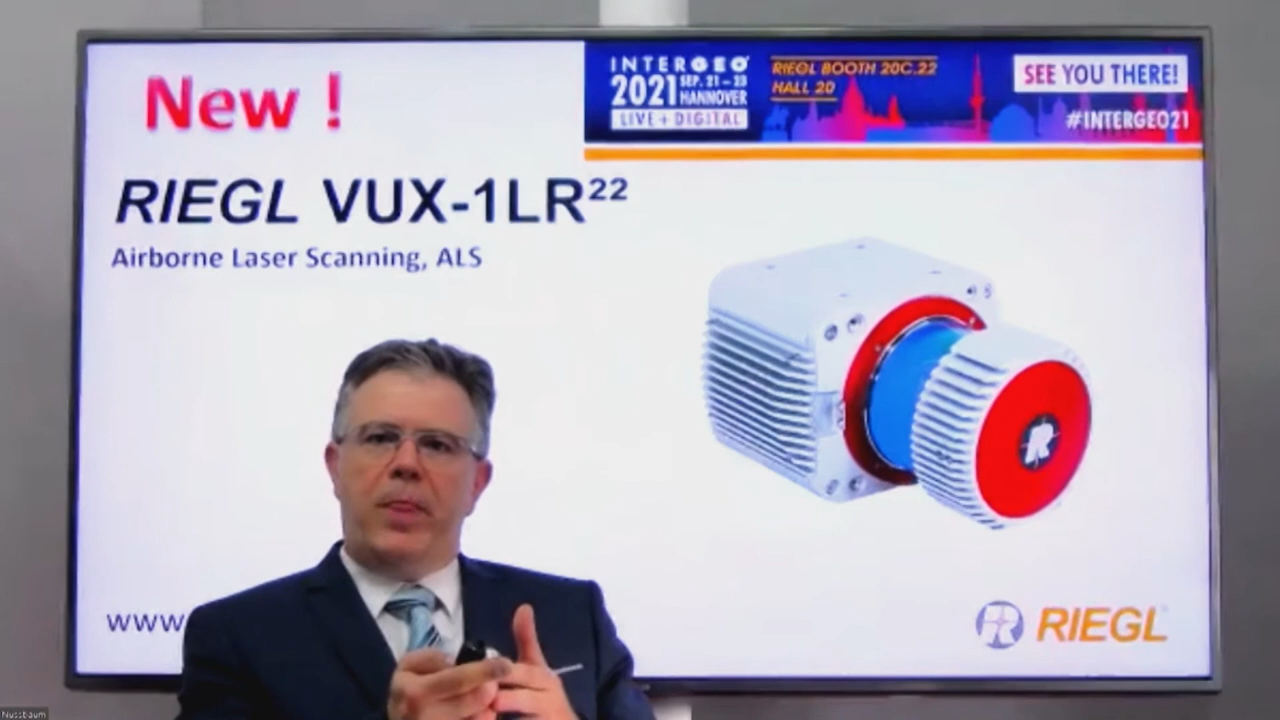 New !
INTERGEO
2021 SEP. 21 – 23
HANNOVER
LIVE + DIGITAL
RIEGL BOOTH 20C.22
HALL 20
SEE YOU THERE!
#INTERGEO21
RIEGL VUX-1LR²²
Airborne Laser Scanning, ALS
R
www
RIEGL
Nussbaum